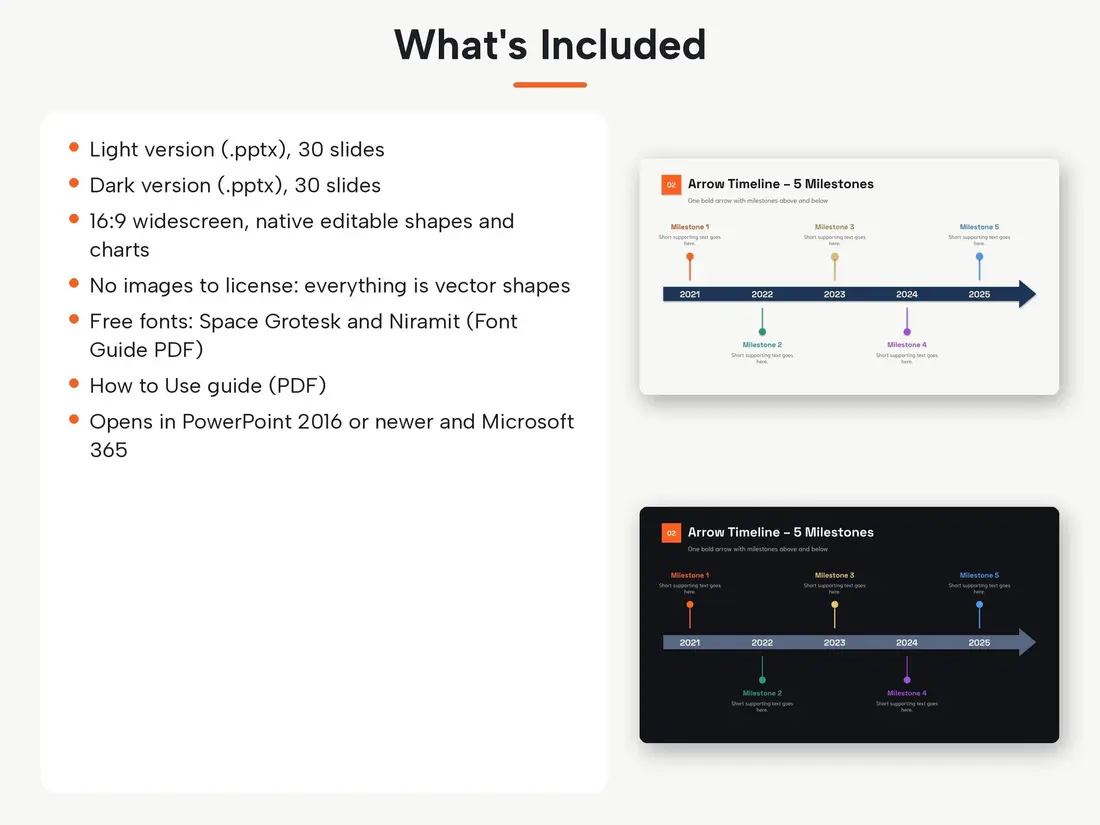 What's Included
Light version (.pptx), 30 slides
Dark version (.pptx), 30 slides
16:9 widescreen, native editable shapes and
charts
No images to license: everything is vector shapes
Free fonts: Space Grotesk and Niramit (Font
Guide PDF)
How to Use guide (PDF)
Opens in PowerPoint 2016 or newer and Microsoft
365
02 Arrow Timeline – 5 Milestones
One bold arrow with milestones above and below
Milestone 1 Milestone 3 Milestone 5
Short supporting text goes Short supporting text goes Short supporting text goes
here. here. here.
2021 2022 2023 2024 2025
Milestone 2 Milestone 4
Short supporting text goes Short supporting text goes
here. here.
02 Arrow Timeline – 5 Milestones
One bold arrow with milestones above and below
Milestone 1 Milestone 3 Milestone 5
Short supporting text goes Short supporting text goes Short supporting text goes
here. here. here.
2021 2022 2023 2024 2025
Milestone 2 Milestone 4
Short supporting text goes Short supporting text goes
here. here.